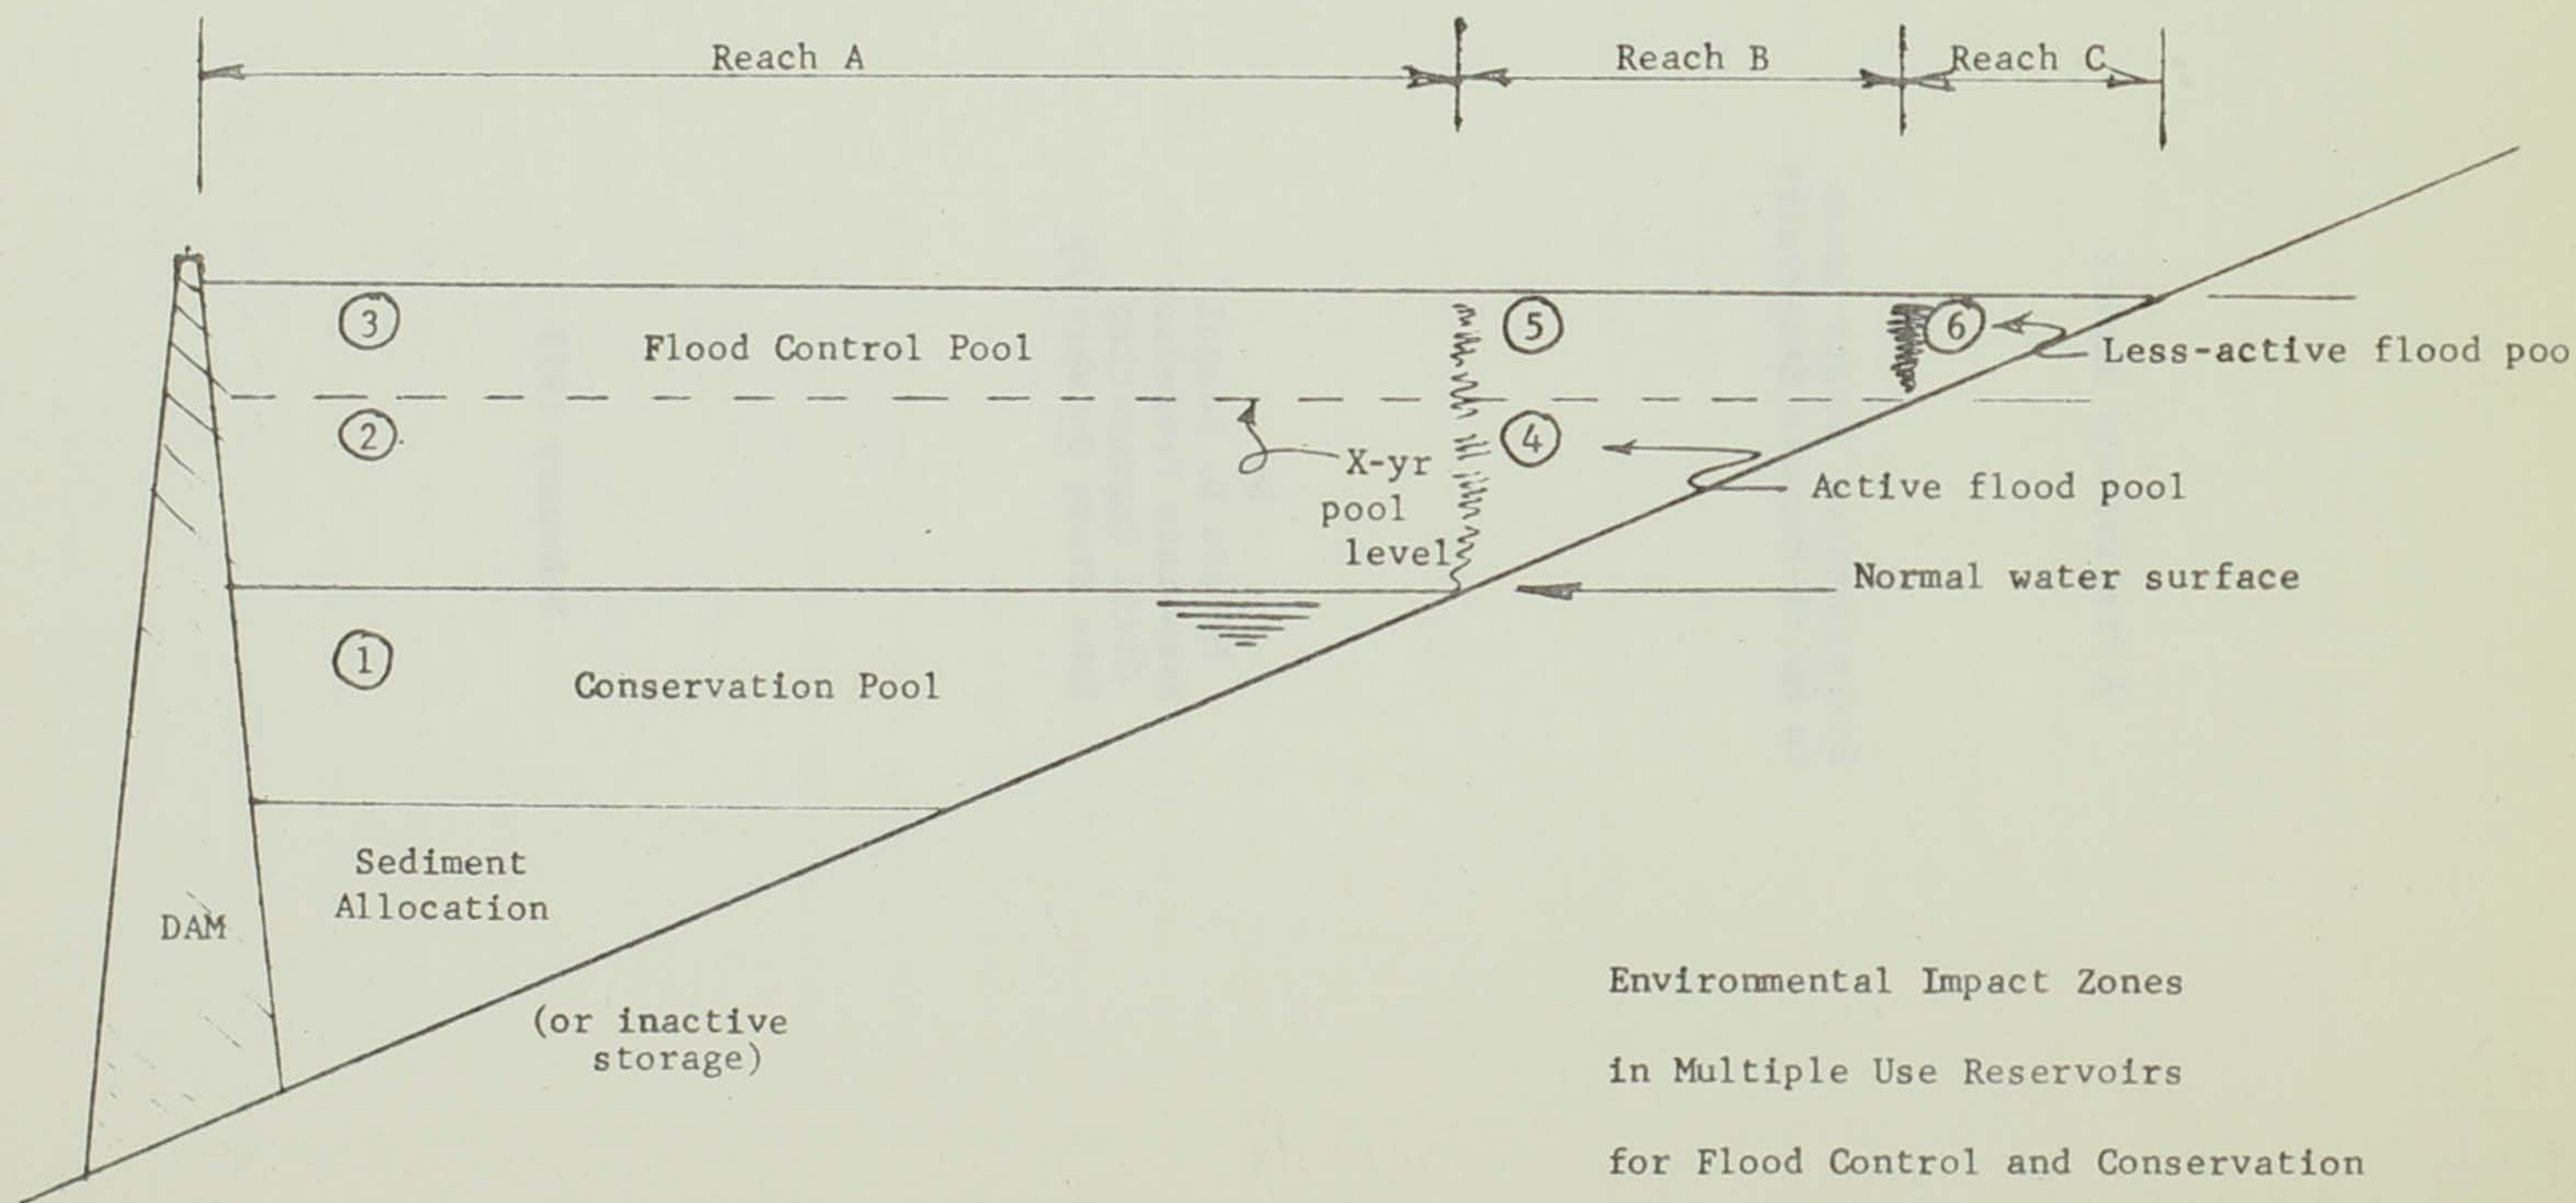 Reach A
Reach B
Reach C
3
Flood Control Pool
5
6
Less-active flood poo
2
4
X-yr
pool
level
Active flood pool
Normal water surface
1
Conservation Pool
Sediment
Allocation
DAM
(or inactive
storage)
Environmental Impact Zones
in Multiple Use Reservoirs
for Flood Control and Conservation